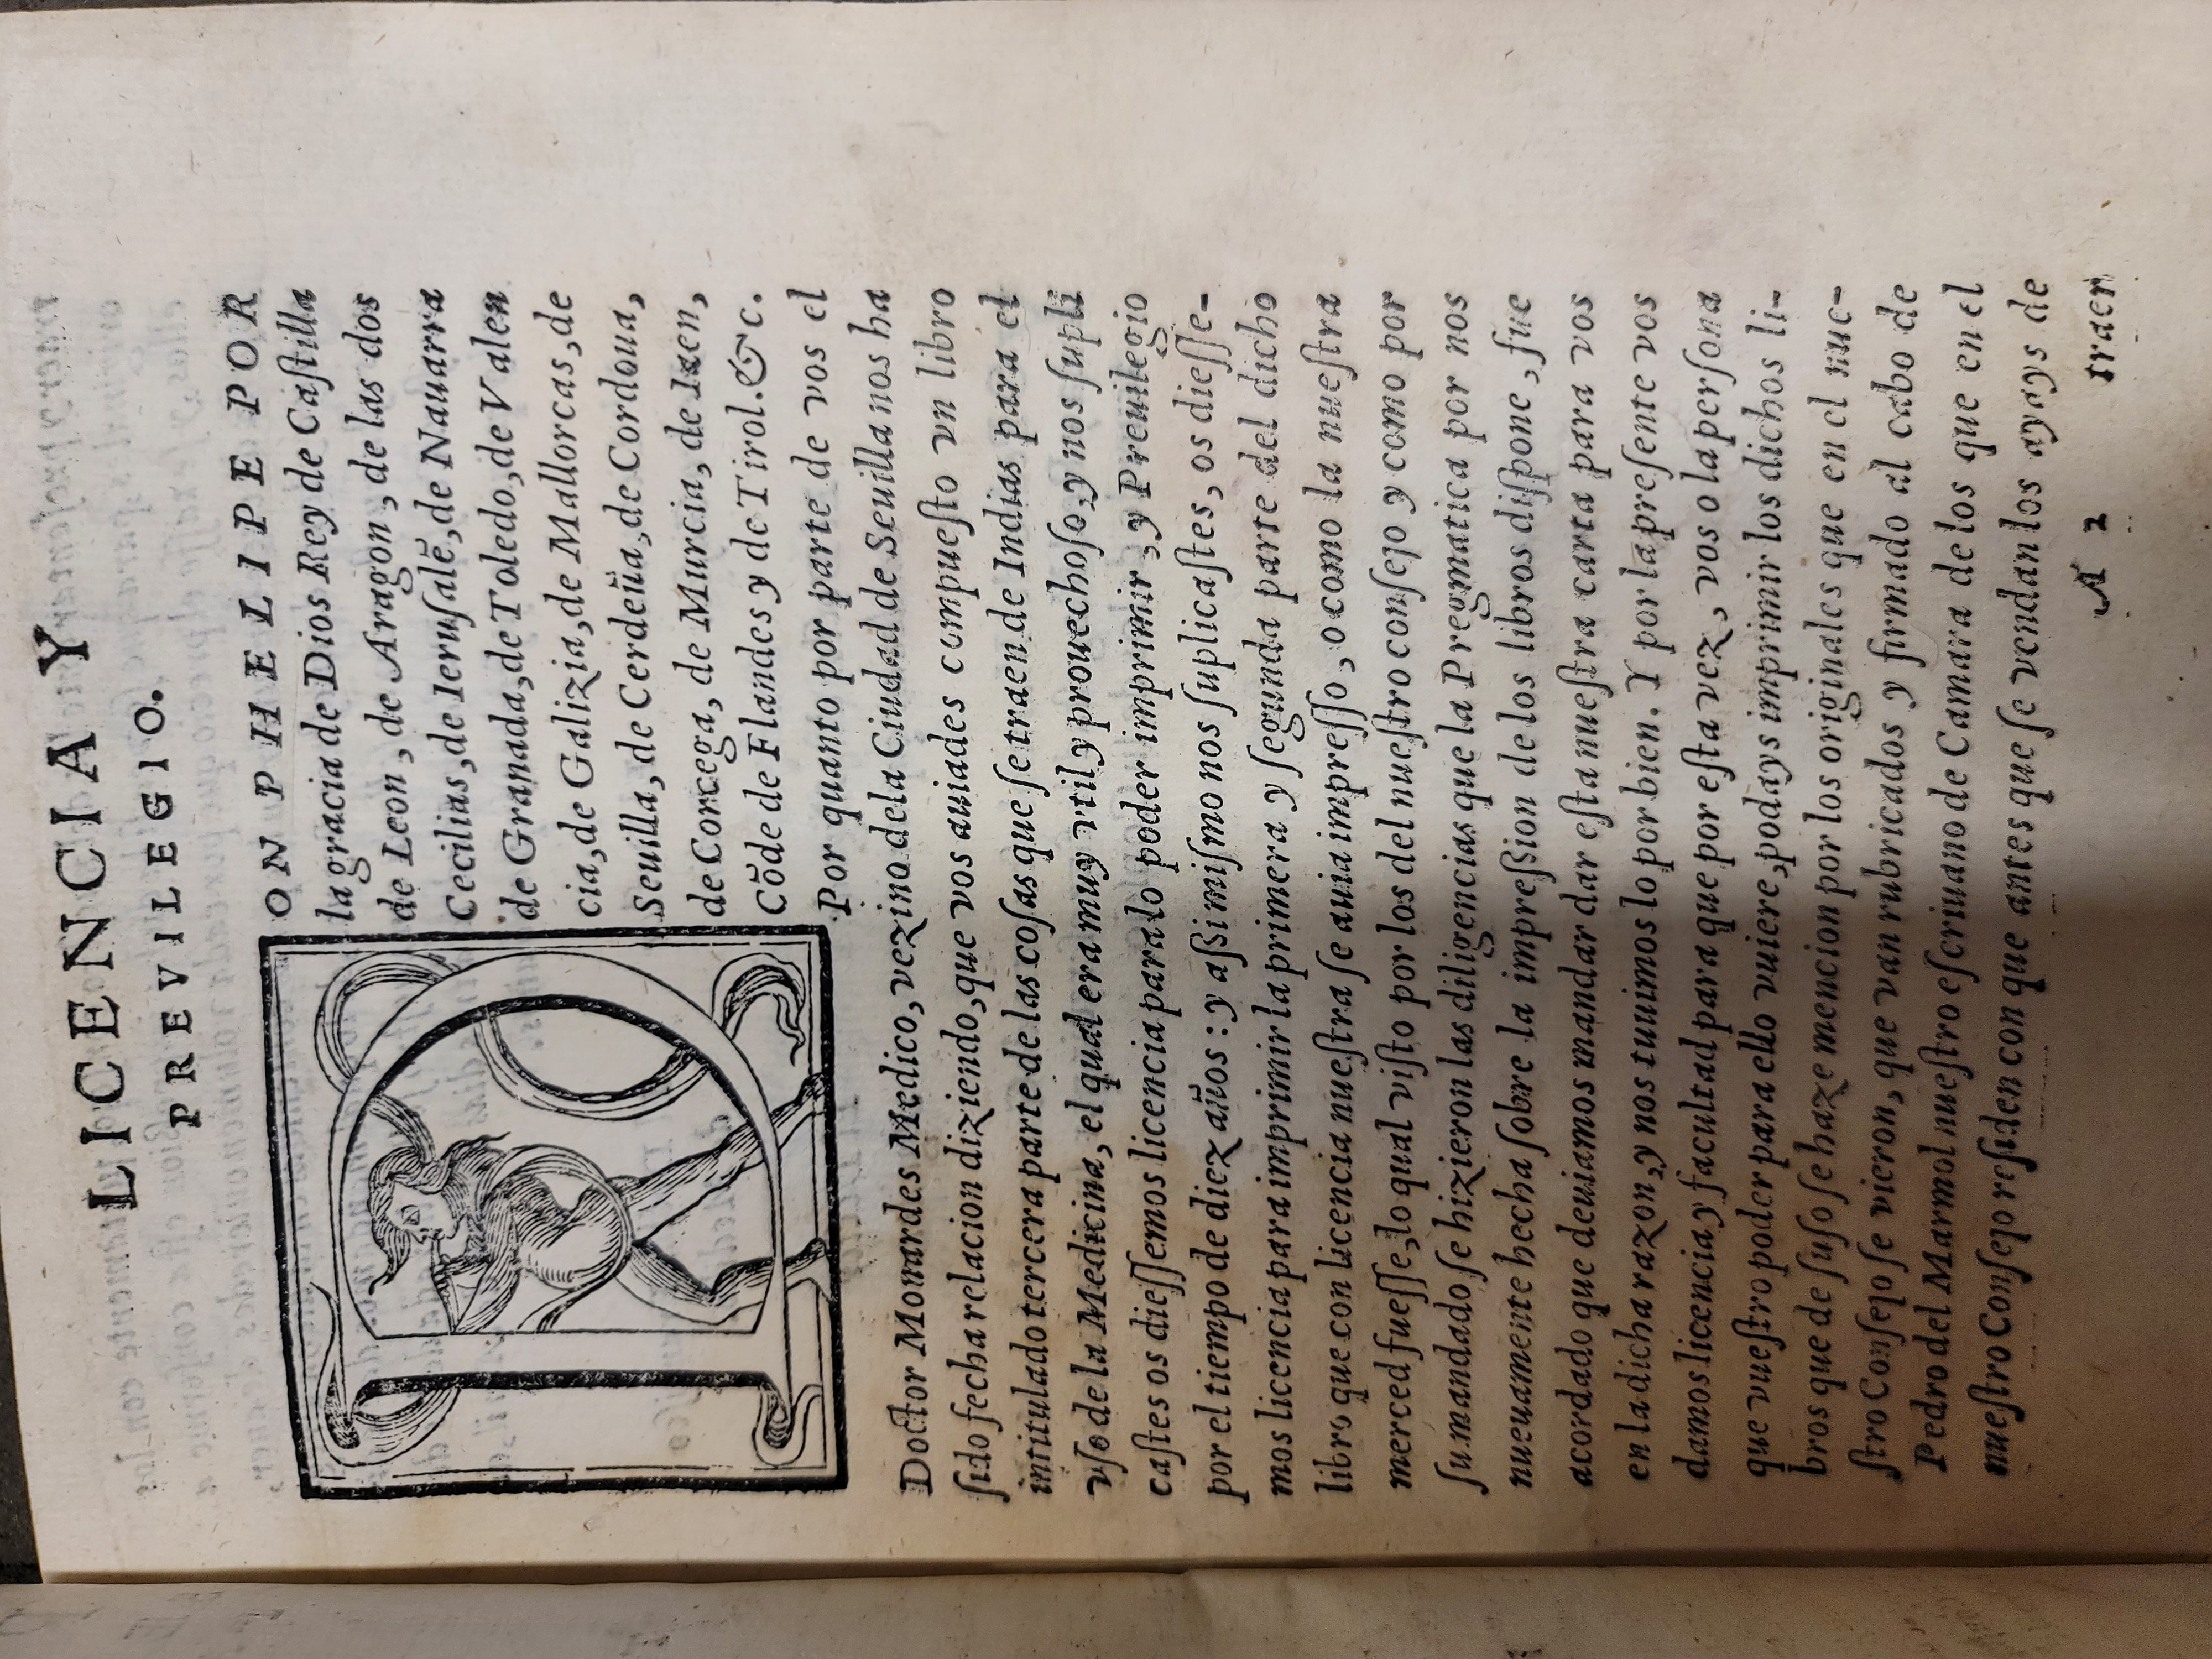 LICENCIA Y
PREVILEGIO.
DON PHELIPE POR
la gracia de Dios Rey de Caſtilla
de Leon, de Aragon, de las dos
Cecilias, de Ieruſalẽ, de Nauarra
de Granada, de Toledo, de Valen
cia, de Galizia, de Mallorcas, de
Seuilla, de Cerdeña, de Cordoua,
de Corcega, de Murcia, de Iaen,
Cõde de Flandes y de Tirol. &c.
Por quanto por parte de vos el
Doctor Monardes Medico, vezino dela Ciudad de Seuilla nos ha
ſido fecha relacion diziendo, que vos auiades compueſto vn libro
intitulado tercera parte de las coſas que ſe traen de Indias para el
vſo de la Medicina, el qual era muy vtil y prouechoſo, y nos ſupli
caſtes os dieſſemos licencia para lo poder imprimir, y Preuilegio
por el tiempo de diez años: y aſsi miſmo nos ſuplicaſtes, os dieſſe-
mos licencia para imprimir la primera y ſegunda parte del dicho
libro que con licencia nueſtra ſe auia impreſſo, o como la nueſtra
merced fueſſe, lo qual viſto por los del nueſtro conſejo y como por
ſu mandado ſe hizieron las diligencias que la Pregmatica por nos
nueuamente hecha ſobre la impreſsion de los libros diſpone, fue
acordado que deuiamos mandar dar eſta nueſtra carta para vos
en la dicha razon, y nos tuuimos lo por bien. Y por la preſente vos
damos licencia y facultad para que por eſta vez, vos o la perſona
que vueſtro poder para ello vuiere, podays imprimir los dichos li-
bros que de ſuſo ſe haze mencion por los originales que en el nue-
ſtro Conſejo ſe vieron, que van rubricados y firmado al cabo de
Pedro del Marmol nueſtro eſcriuano de Camara de los que en el
nueſtro Conſejo reſiden con que antes que ſe vendan los ayays de
A 2 traer